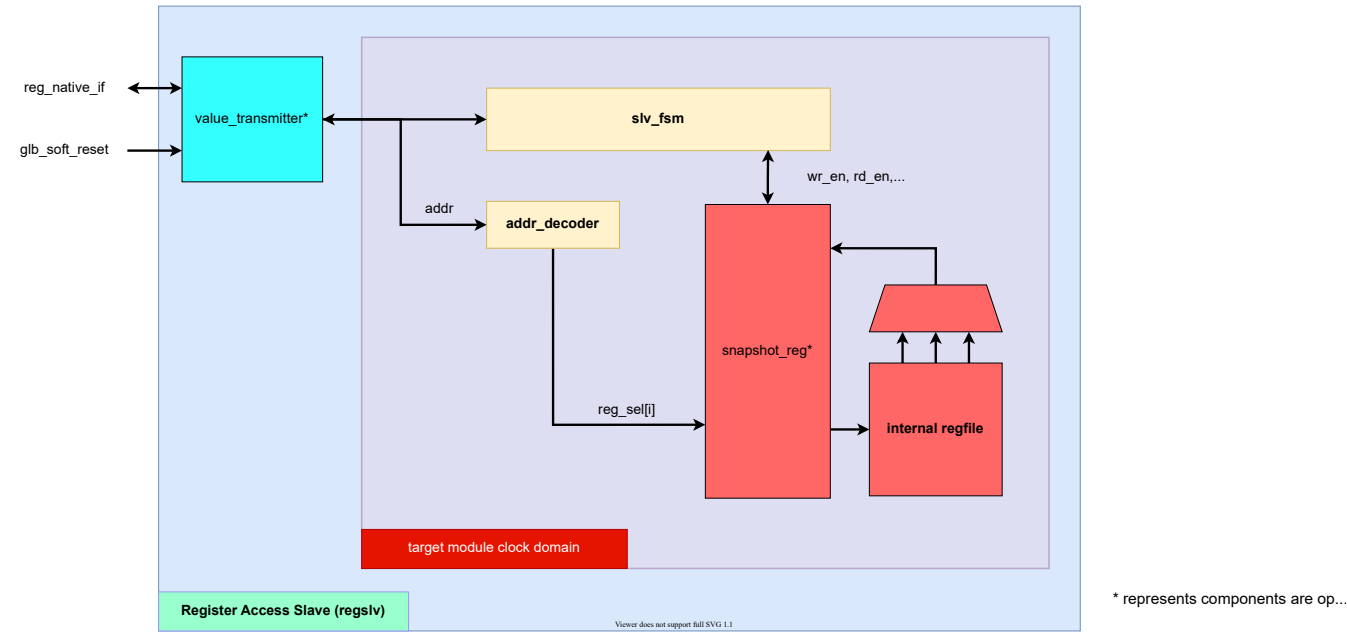 reg_native_if
value_transmitter*
slv_fsm
glb_soft_reset
wr_en, rd_en,...
addr
addr_decoder
snapshot_reg*
reg_sel[i]
internal regfile
target module clock domain
Register Access Slave (regslv)
* represents components are op...
Viewer does not support full SVG 1.1